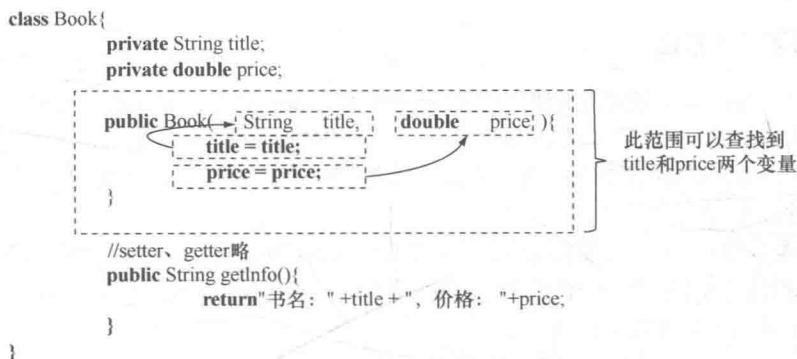 class Book{
private String title;
private double price;
public Book( String title, double price ){
title = title;
price = price;
}
此范围可以查找到
title和price两个变量
//setter、getter略
public String getInfo(){
return"书名："+title + "，价格："+price;
}
}